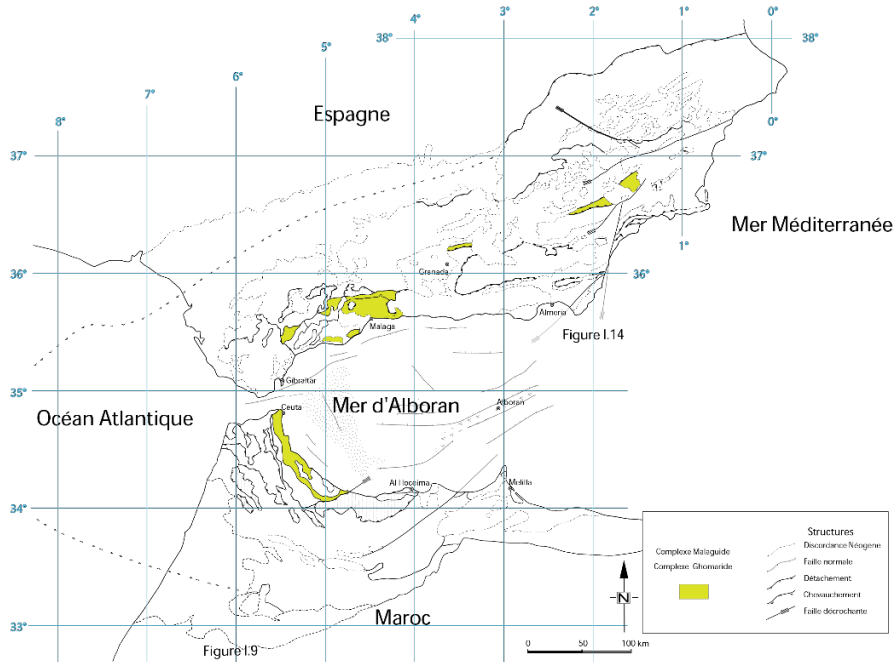 4° 3° 2° 1° 0°
38° 38°
5°
6°
7°
8°
Espagne
0°
37° 37°
Mer Méditerranée
1°
36° 36°
Granada
Almeria
Malaga
Figure I.14
Gibraltar
35°
Mer d'Alboran
Alboran
Océan Atlantique
Ceuta
Al Hoceima
Melilla
34°
Structures
Discordance Néogene
Complexe Malaguide
Faille normale
Complexe Ghomaride
Détachement
Chevauchement
Faille décrochante
N
Maroc
33°
Figure I.9
0 50 100 km